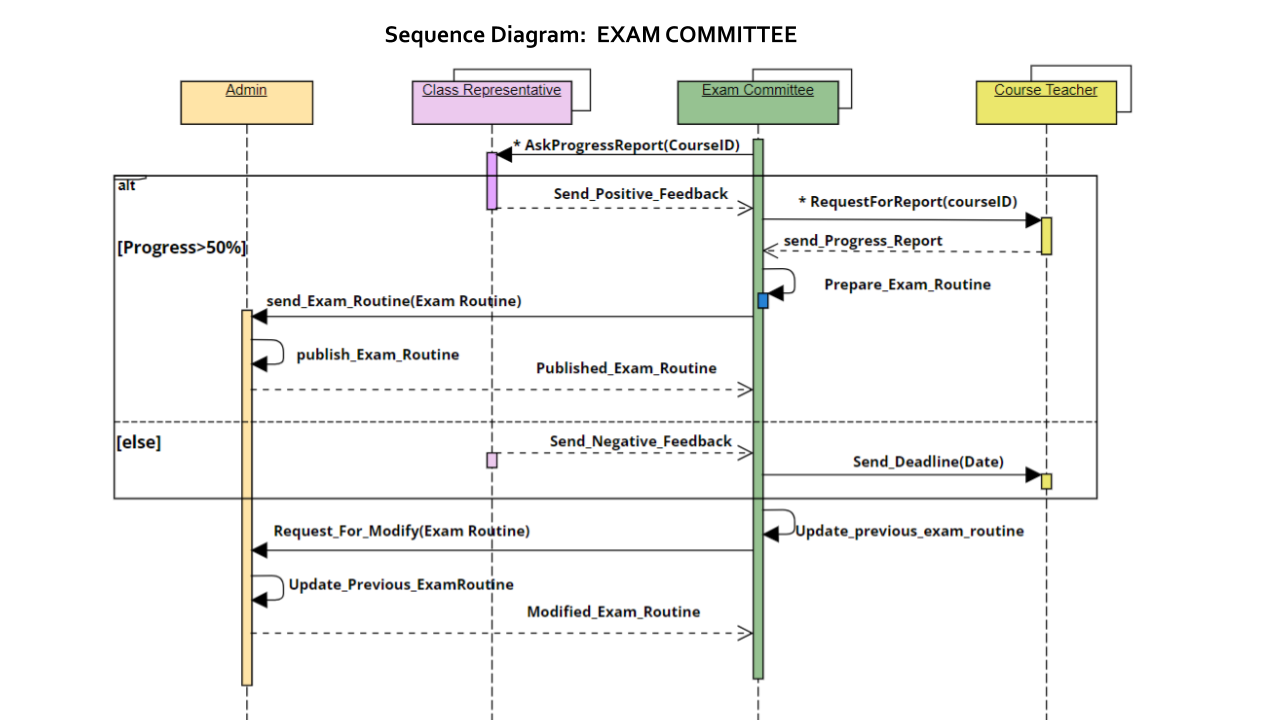 Sequence Diagram:  EXAM COMMITTEE
Admin
Class Representative
Exam Committee
Course Teacher
* AskProgressReport(CourseID)
alt
Send_Positive_Feedback
* RequestForReport(courseID)
[Progress>50%]
send_Progress_Report
Prepare_Exam_Routine
send_Exam_Routine(Exam Routine)
publish_Exam_Routine
Published_Exam_Routine
[else]
Send_Negative_Feedback
Send_Deadline(Date)
Request_For_Modify(Exam Routine)
Update_previous_exam_routine
Update_Previous_ExamRoutine
Modified_Exam_Routine